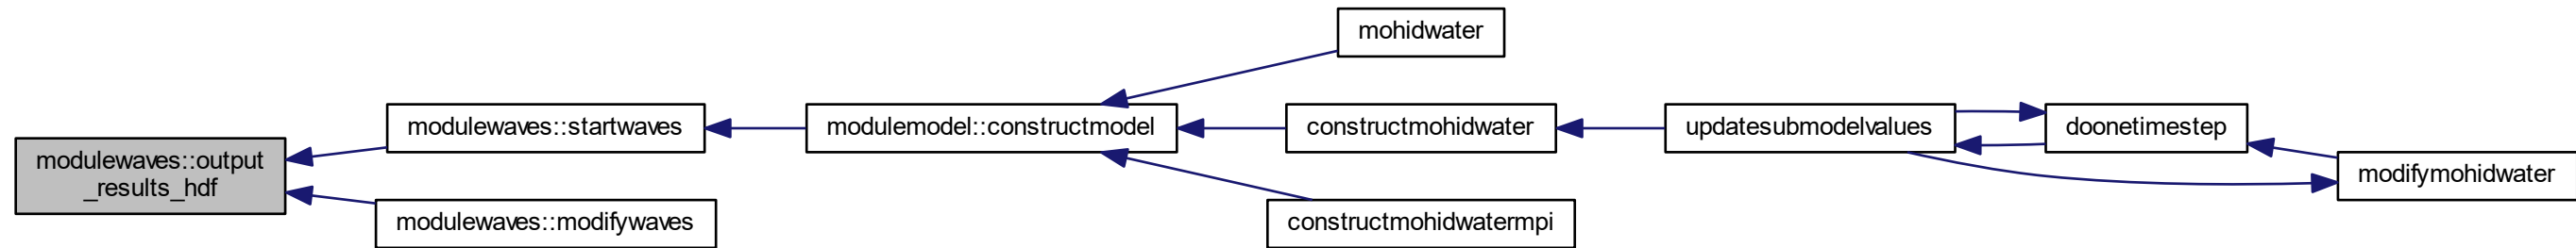 mohidwater
modulewaves::startwaves
modulemodel::constructmodel
constructmohidwater
updatesubmodelvalues
doonetimestep
modulewaves::output
_results_hdf
modifymohidwater
modulewaves::modifywaves
constructmohidwatermpi